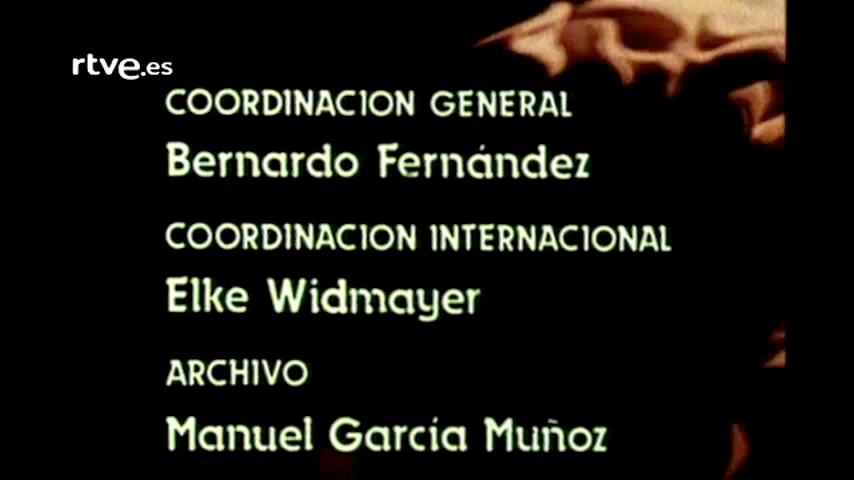 rtve.es
COORDINACION GENERAL
Bernardo Fernández
COORDINACION INTERNACIONAL
Elke Widmayer
ARCHIVO
Manuel García Muñoz